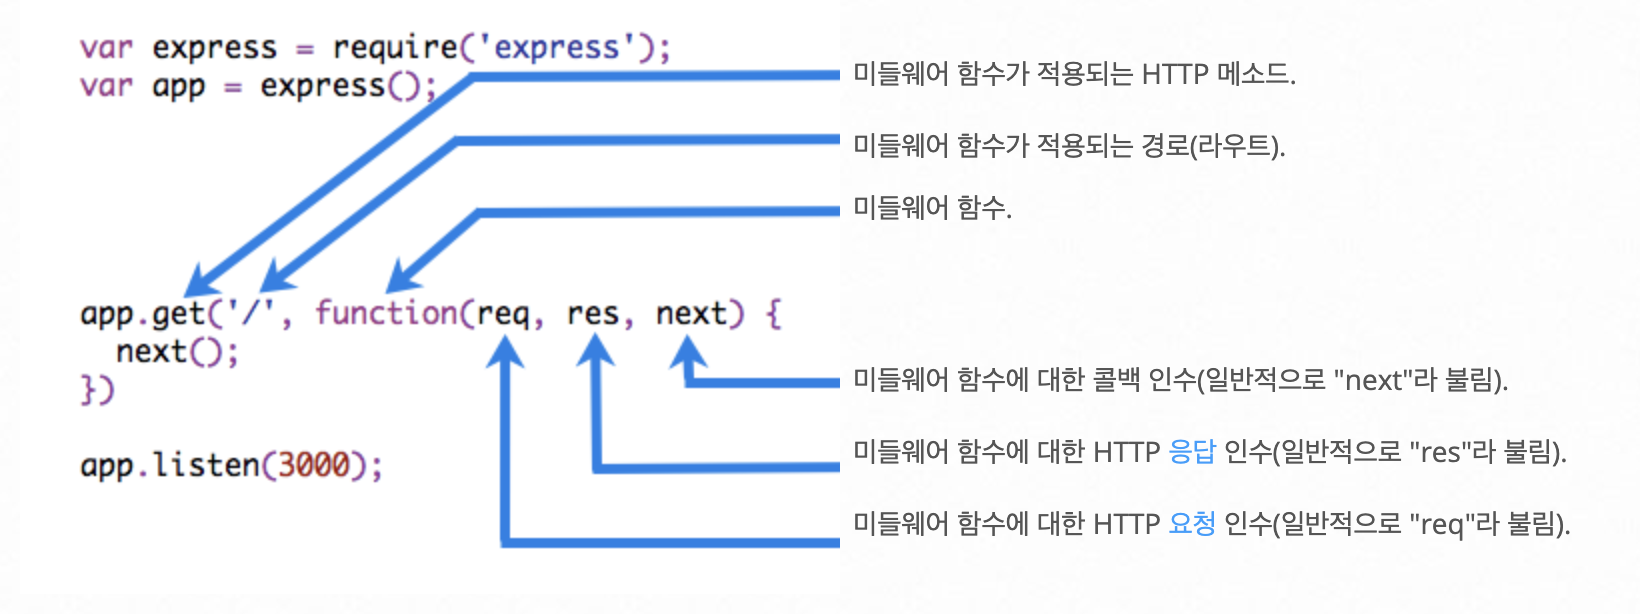 var express = require('express');
var app = express();
미들웨어 함수가 적용되는 HTTP 메소드.
미들웨어 함수가 적용되는 경로(라우트).
미들웨어 함수.
app.get('/', function(req, res, next) {
next();
})
app.listen(3000);
미들웨어 함수에 대한 콜백 인수(일반적으로 "next"라 불림).
미들웨어 함수에 대한 HTTP 응답 인수(일반적으로 "res"라 불림).
미들웨어 함수에 대한 HTTP 요청 인수(일반적으로 "req"라 불림).